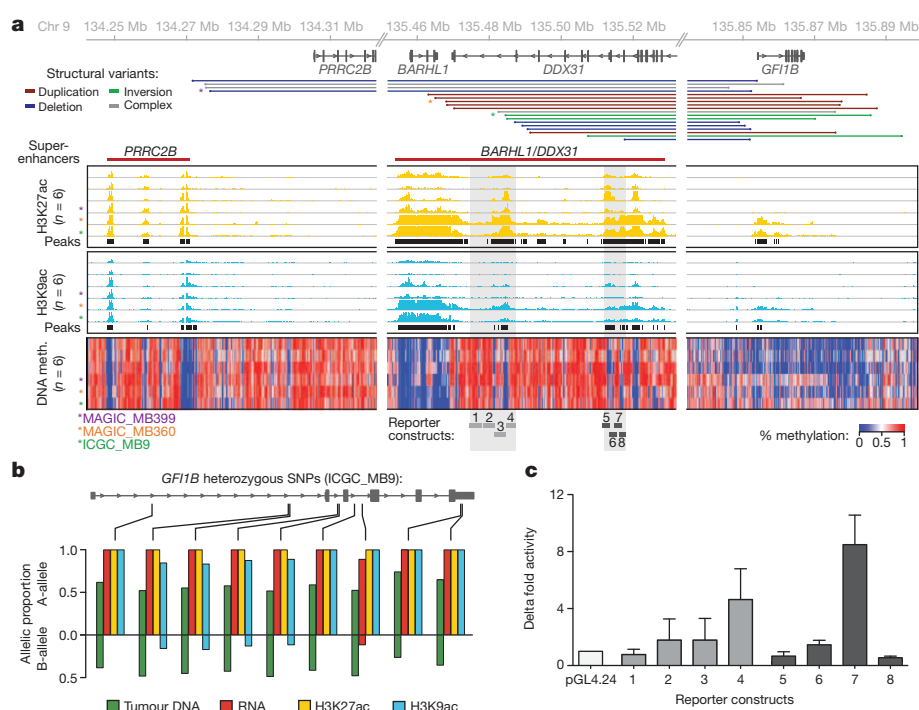 a
Chr 9 134.25 Mb 134.27 Mb 134.29 Mb 134.31 Mb 135.46 Mb 135.48 Mb 135.50 Mb 135.52 Mb 135.85 Mb 135.87 Mb 135.89 Mb
PRRC2B BARHL1 DDX31 GFI1B
Structural variants:
Duplication Inversion
Deletion Complex
*
*
*
Super-
enhancers
PRRC2B BARHL1/DDX31
H3K27ac
(n = 6)
*
*
*
Peaks
H3K9ac
(n = 6)
*
*
*
Peaks
DNA meth.
(n = 6)
*
*
*
*MAGIC_MB399
*MAGIC_MB360
*ICGC_MB9
Reporter
constructs:
1 2 3 4
5 7
6 8
% methylation:
0 0.5 1
b
GFI1B heterozygous SNPs (ICGC_MB9):
Allelic proportion
B-allele A-allele
1.0
0.5
0.0
0.5
Tumour DNA RNA H3K27ac H3K9ac
c
Delta fold activity
12
8
4
0
pGL4.24 1 2 3 4 5 6 7 8
Reporter constructs